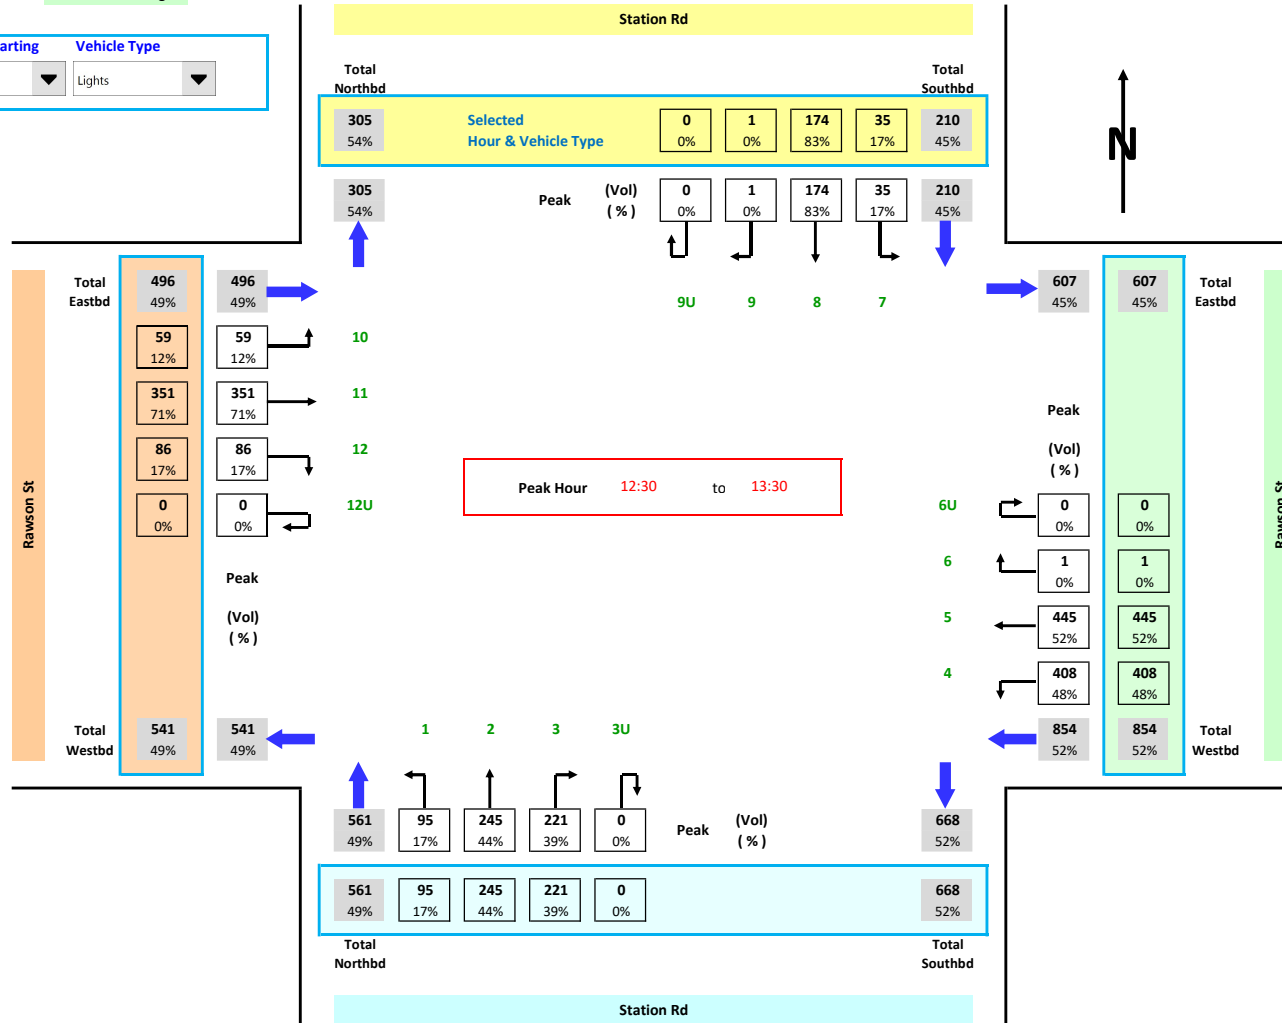 Station Rd
arting Vehicle Type
Lights
Total Northbd
Total Southbd
305 Selected 0 1 174 35 210
54% Hour & Vehicle Type 0% 0% 83% 17% 45%
305 Peak (Vol) 0 1 174 35 210
54% (%) 0% 0% 83% 17% 45%
N
Total Eastbd
496 496
49% 49%
9U 9 8 7
607 607
45% 45%
Total Eastbd
59 59 10
12% 12%
351 351 11
71% 71%
86 86 12
17% 17%
0 0 12U
0% 0%
Peak
(Vol)
(%)
Rawson St
Peak Hour 12:30 to 13:30
Peak
(Vol)
(%)
6U 0 0
0% 0%
6 1 1
0% 0%
5 445 445
52% 52%
4 408 408
48% 48%
Rawson St
Total Westbd
541 541
49% 49%
1 2 3 3U
854 854
52% 52%
Total Westbd
561 95 245 221 0 Peak (Vol) 668
49% 17% 44% 39% 0% (%) 52%
561 95 245 221 0 668
49% 17% 44% 39% 0% 52%
Total Northbd
Total Southbd
Station Rd